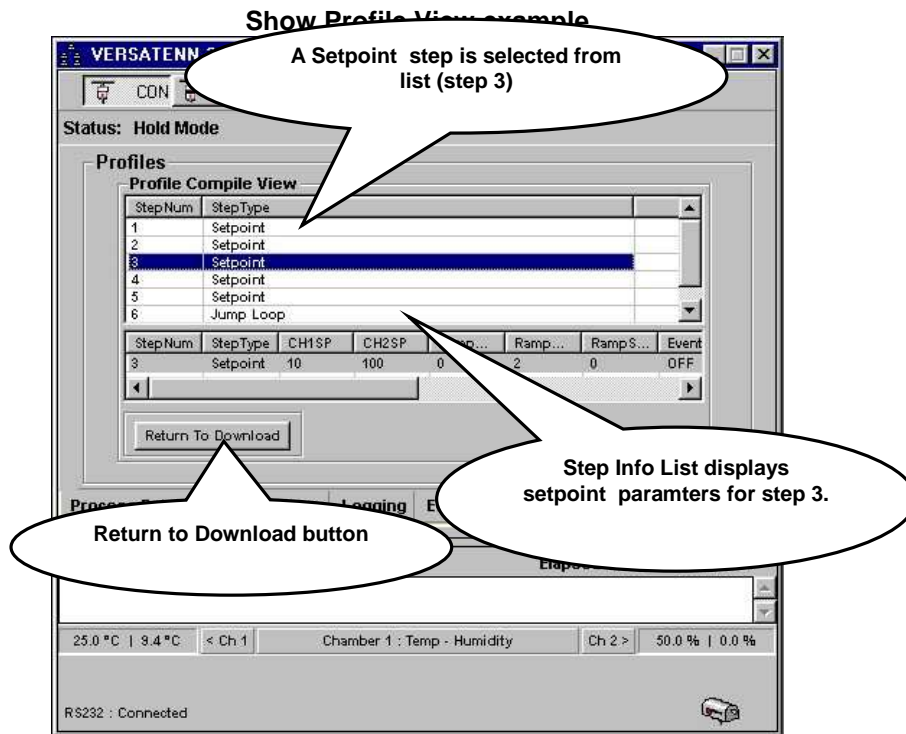 Show Profile View example
VERSATENN
A Setpoint step is selected from
list (step 3)
CON
Status: Hold Mode
Profiles
Profile Compile View
StepNum StepType
1 Setpoint
2 Setpoint
3 Setpoint
4 Setpoint
5 Setpoint
6 Jump Loop
StepNum StepType CH1SP CH2SP Ramp... RampS... Event
3 Setpoint 10 100 0 2 0 OFF
Return To Download
Step Info List displays
setpoint paramters for step 3.
Logging
Return to Download button
25.0 °C | 9.4 °C < Ch 1 Chamber 1 : Temp - Humidity Ch 2 > 50.0 % | 0.0 %
RS232 : Connected